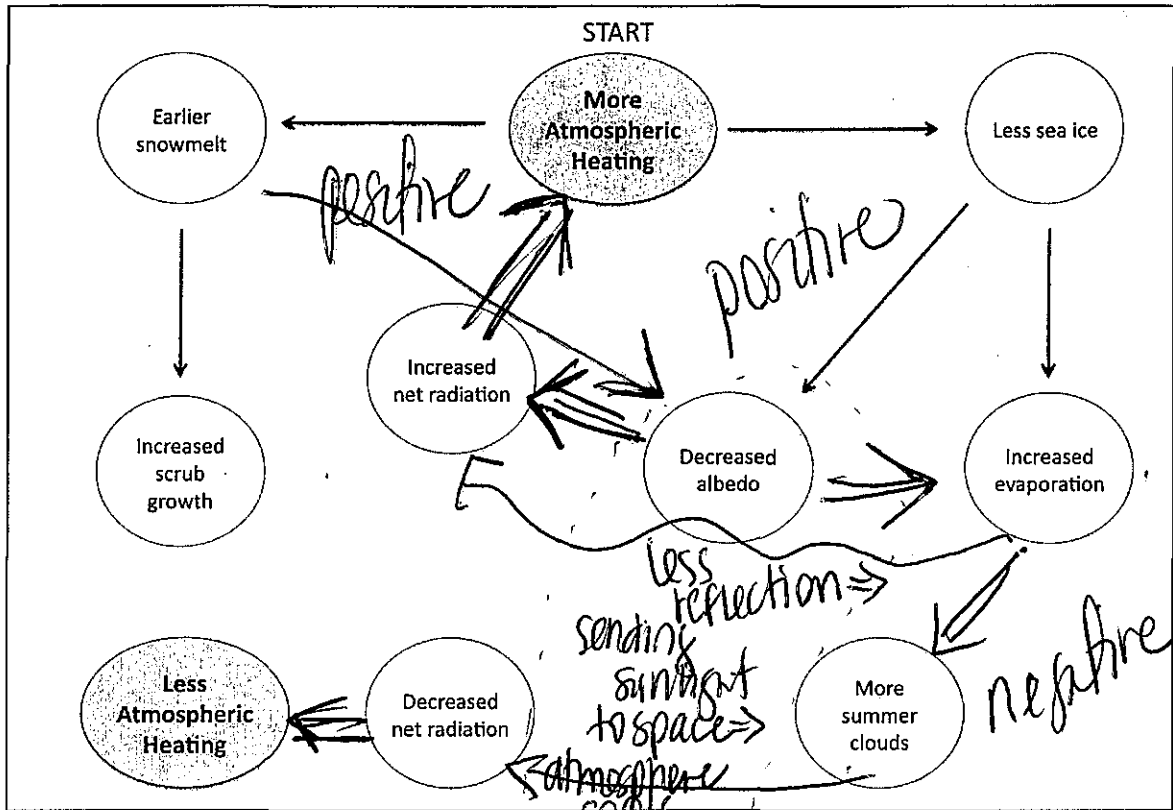 START
Earlier
snowmelt
More
Atmospheric
Heating
Less sea ice
positive
positive
Increased
net radiation
Increased
scrub
growth
Decreased
albedo
Increased
evaporation
less
reflection ⇒
sending
sunlight
to space ⇒
atmosphere
cools
Less
Atmospheric
Heating
Decreased
net radiation
More
summer
clouds
negative